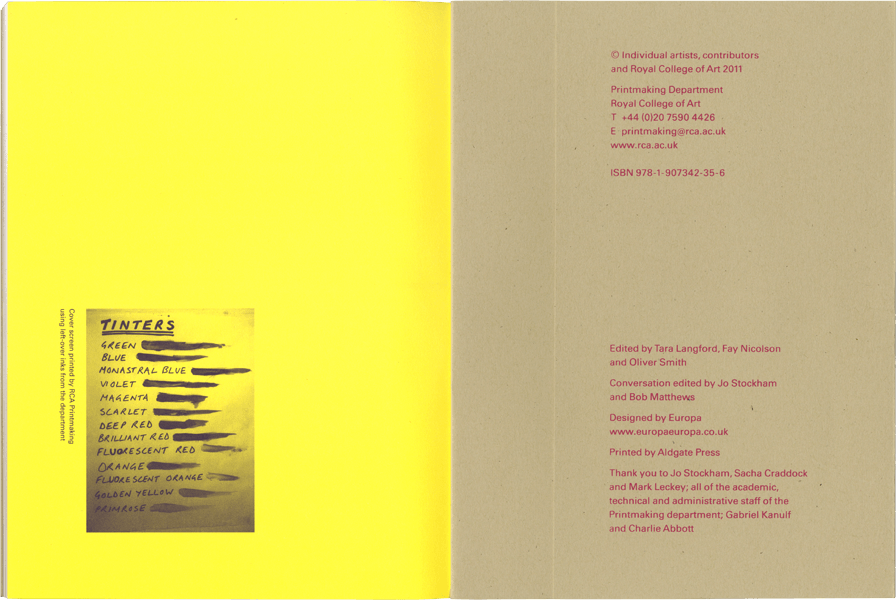 Cover screen printed by RCA Printmaking
using left-over inks from the department
TINTERS
GREEN
BLUE
MONASTRAL BLUE
VIOLET
MAGENTA
SCARLET
DEEP RED
BRILLIANT RED
FLUORESCENT RED
ORANGE
FLUORESCENT ORANGE
GOLDEN YELLOW
PRIMROSE
© Individual artists, contributors
and Royal College of Art 2011
Printmaking Department
Royal College of Art
T +44 (0)20 7590 4426
E printmaking@rca.ac.uk
www.rca.ac.uk
ISBN 978-1-907342-35-6
Edited by Tara Langford, Fay Nicolson
and Oliver Smith
Conversation edited by Jo Stockham
and Bob Matthews
Designed by Europa
www.europaeuropa.co.uk
Printed by Aldgate Press
Thank you to Jo Stockham, Sacha Craddock
and Mark Leckey; all of the academic,
technical and administrative staff of the
Printmaking department; Gabriel Kanulf
and Charlie Abbott